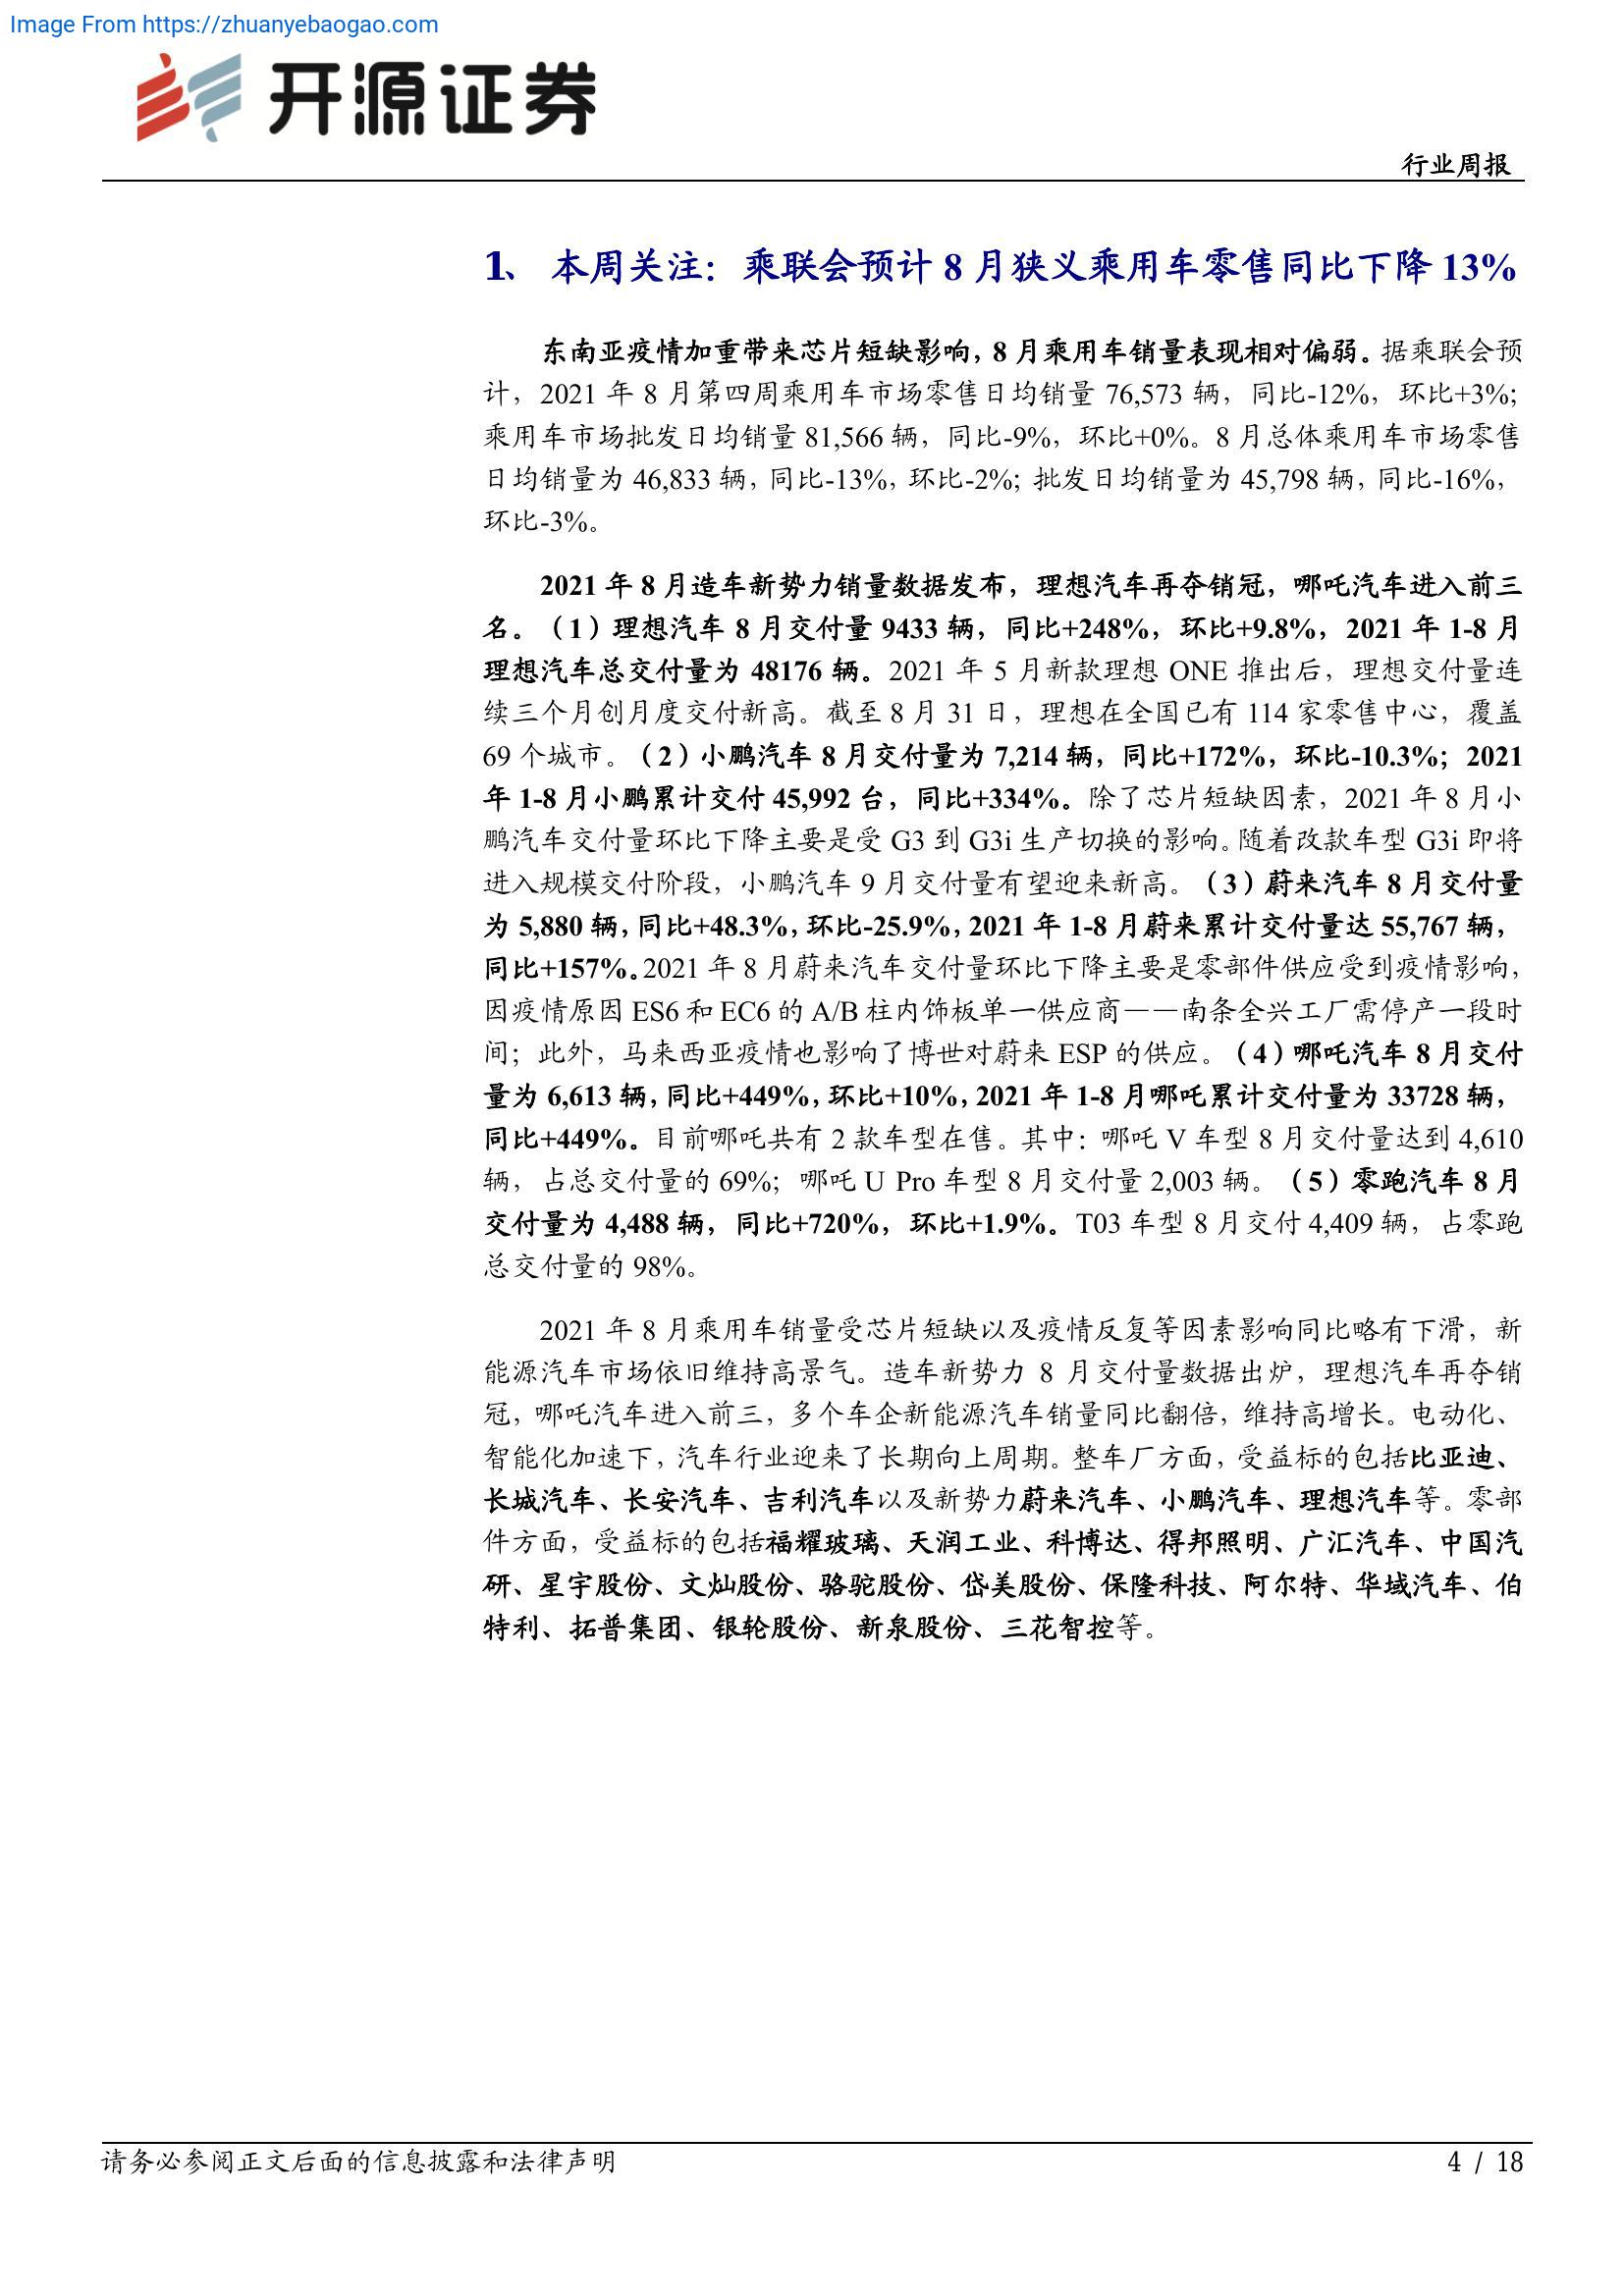 Image From https://zhuanyebaogao.com
开源证券
行业周报
1、 本周关注：乘联会预计 8 月狭义乘用车零售同比下降 13%
东南亚疫情加重带来芯片短缺影响，8 月乘用车销量表现相对偏弱。据乘联会预
计，2021 年 8 月第四周乘用车市场零售日均销量 76,573 辆，同比-12%，环比+3%；
乘用车市场批发日均销量 81,566 辆，同比-9%，环比+0%。8 月总体乘用车市场零售
日均销量为 46,833 辆，同比-13%，环比-2%；批发日均销量为 45,798 辆，同比-16%，
环比-3%。
2021 年 8 月造车新势力销量数据发布，理想汽车再夺销冠，哪吒汽车进入前三
名。（1）理想汽车 8 月交付量 9433 辆，同比+248%，环比+9.8%，2021 年 1-8 月
理想汽车总交付量为 48176 辆。2021 年 5 月新款理想 ONE 推出后，理想交付量连
续三个月创月度交付新高。截至 8 月 31 日，理想在全国已有 114 家零售中心，覆盖
69 个城市。（2）小鹏汽车 8 月交付量为 7,214 辆，同比+172%，环比-10.3%；2021
年 1-8 月小鹏累计交付 45,992 台，同比+334%。除了芯片短缺因素，2021 年 8 月小
鹏汽车交付量环比下降主要是受 G3 到 G3i 生产切换的影响。随着改款车型 G3i 即将
进入规模交付阶段，小鹏汽车 9 月交付量有望迎来新高。（3）蔚来汽车 8 月交付量
为 5,880 辆，同比+48.3%，环比-25.9%，2021 年 1-8 月蔚来累计交付量达 55,767 辆，
同比+157%。2021 年 8 月蔚来汽车交付量环比下降主要是零部件供应受到疫情影响，
因疫情原因 ES6 和 EC6 的 A/B 柱内饰板单一供应商——南条全兴工厂需停产一段时
间；此外，马来西亚疫情也影响了博世对蔚来 ESP 的供应。（4）哪吒汽车 8 月交付
量为 6,613 辆，同比+449%，环比+10%，2021 年 1-8 月哪吒累计交付量为 33728 辆，
同比+449%。目前哪吒共有 2 款车型在售。其中：哪吒 V 车型 8 月交付量达到 4,610
辆，占总交付量的 69%；哪吒 U Pro 车型 8 月交付量 2,003 辆。（5）零跑汽车 8 月
交付量为 4,488 辆，同比+720%，环比+1.9%。T03 车型 8 月交付 4,409 辆，占零跑
总交付量的 98%。
2021 年 8 月乘用车销量受芯片短缺以及疫情反复等因素影响同比略有下滑，新
能源汽车市场依旧维持高景气。造车新势力 8 月交付量数据出炉，理想汽车再夺销
冠，哪吒汽车进入前三，多个车企新能源汽车销量同比翻倍，维持高增长。电动化、
智能化加速下，汽车行业迎来了长期向上周期。整车厂方面，受益标的包括比亚迪、
长城汽车、长安汽车、吉利汽车以及新势力蔚来汽车、小鹏汽车、理想汽车等。零部
件方面，受益标的包括福耀玻璃、天润工业、科博达、得邦照明、广汇汽车、中国汽
研、星宇股份、文灿股份、骆驼股份、岱美股份、保隆科技、阿尔特、华域汽车、伯
特利、拓普集团、银轮股份、新泉股份、三花智控等。
请务必参阅正文后面的信息披露和法律声明
4 / 18